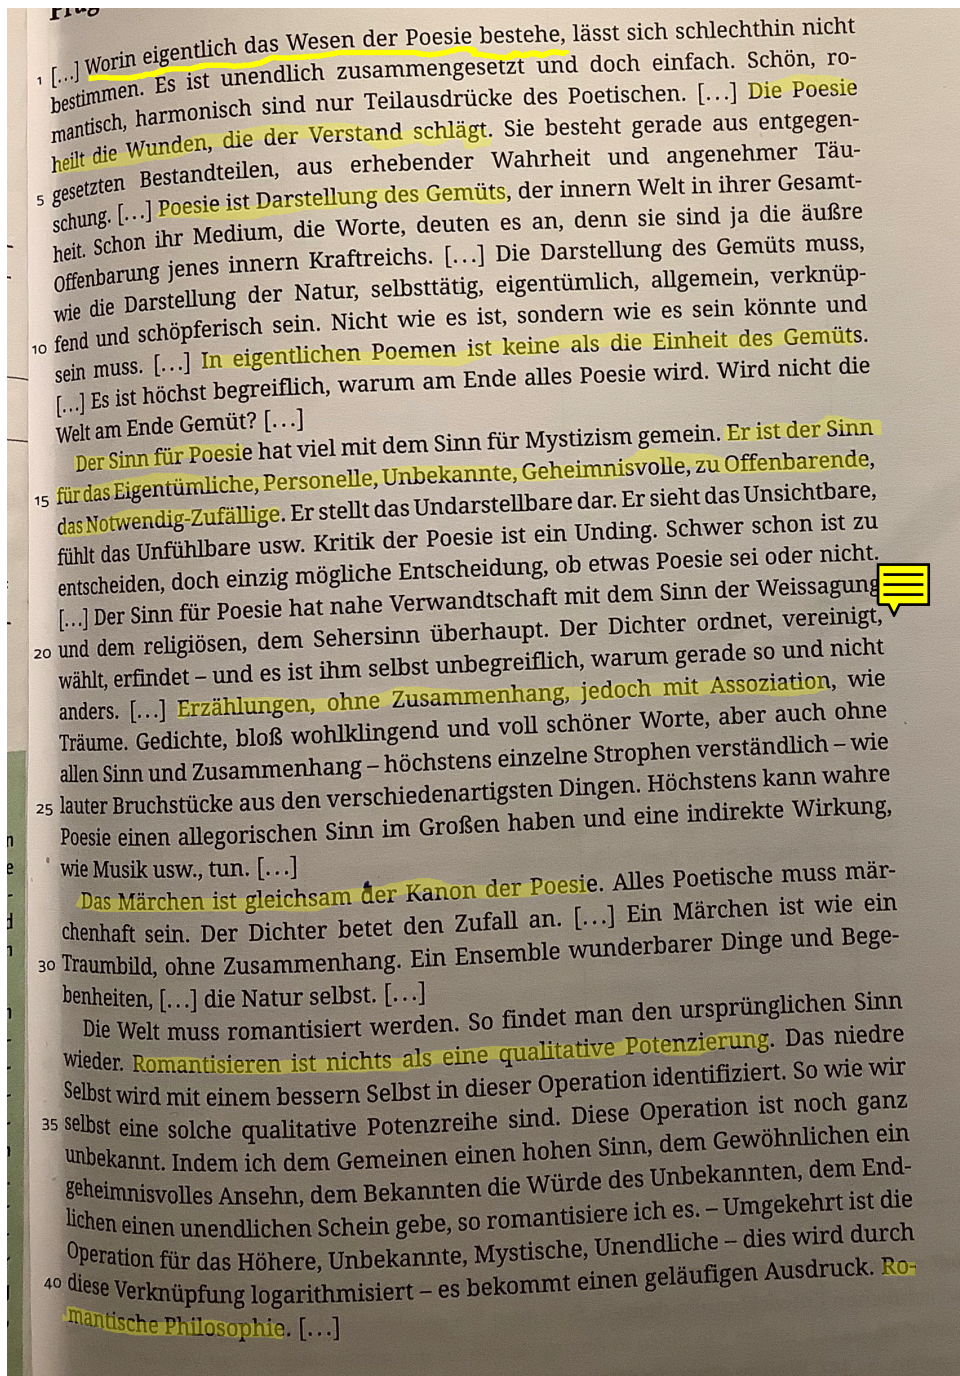 1 [...] Worin eigentlich das Wesen der Poesie bestehe, lässt sich schlechthin nicht
bestimmen. Es ist unendlich zusammengesetzt und doch einfach. Schön, ro-
mantisch, harmonisch sind nur Teilausdrücke des Poetischen. [...] Die Poesie
heilt die Wunden, die der Verstand schlägt. Sie besteht gerade aus entgegen-
5 gesetzten Bestandteilen, aus erhebender Wahrheit und angenehmer Täu-
schung. [...] Poesie ist Darstellung des Gemüts, der innern Welt in ihrer Gesamt-
heit. Schon ihr Medium, die Worte, deuten es an, denn sie sind ja die äußre
Offenbarung jenes innern Kraftreichs. [...] Die Darstellung des Gemüts muss,
wie die Darstellung der Natur, selbsttätig, eigentümlich, allgemein, verknüp-
10 fend und schöpferisch sein. Nicht wie es ist, sondern wie es sein könnte und
sein muss. [...] In eigentlichen Poemen ist keine als die Einheit des Gemüts.
[...] Es ist höchst begreiflich, warum am Ende alles Poesie wird. Wird nicht die
Welt am Ende Gemüt? [...]
Der Sinn für Poesie hat viel mit dem Sinn für Mystizism gemein. Er ist der Sinn
15 für das Eigentümliche, Personelle, Unbekannte, Geheimnisvolle, zu Offenbarende,
das Notwendig-Zufällige. Er stellt das Undarstellbare dar. Er sieht das Unsichtbare,
fühlt das Unfühlbare usw. Kritik der Poesie ist ein Unding. Schwer schon ist zu
entscheiden, doch einzig mögliche Entscheidung, ob etwas Poesie sei oder nicht.
[...] Der Sinn für Poesie hat nahe Verwandtschaft mit dem Sinn der Weissagung
20 und dem religiösen, dem Sehersinn überhaupt. Der Dichter ordnet, vereinigt,
wählt, erfindet – und es ist ihm selbst unbegreiflich, warum gerade so und nicht
anders. [...] Erzählungen, ohne Zusammenhang, jedoch mit Assoziation, wie
Träume. Gedichte, bloß wohlklingend und voll schöner Worte, aber auch ohne
allen Sinn und Zusammenhang – höchstens einzelne Strophen verständlich – wie
25 lauter Bruchstücke aus den verschiedenartigsten Dingen. Höchstens kann wahre
Poesie einen allegorischen Sinn im Großen haben und eine indirekte Wirkung,
wie Musik usw., tun. [...]
Das Märchen ist gleichsam der Kanon der Poesie. Alles Poetische muss mär-
chenhaft sein. Der Dichter betet den Zufall an. [...] Ein Märchen ist wie ein
30 Traumbild, ohne Zusammenhang. Ein Ensemble wunderbarer Dinge und Bege-
benheiten, [...] die Natur selbst. [...]
Die Welt muss romantisiert werden. So findet man den ursprünglichen Sinn
wieder. Romantisieren ist nichts als eine qualitative Potenzierung. Das niedre
Selbst wird mit einem bessern Selbst in dieser Operation identifiziert. So wie wir
35 selbst eine solche qualitative Potenzreihe sind. Diese Operation ist noch ganz
unbekannt. Indem ich dem Gemeinen einen hohen Sinn, dem Gewöhnlichen ein
geheimnisvolles Ansehn, dem Bekannten die Würde des Unbekannten, dem End-
lichen einen unendlichen Schein gebe, so romantisiere ich es. – Umgekehrt ist die
Operation für das Höhere, Unbekannte, Mystische, Unendliche – dies wird durch
40 diese Verknüpfung logarithmisiert – es bekommt einen geläufigen Ausdruck. Ro-
mantische Philosophie. [...]